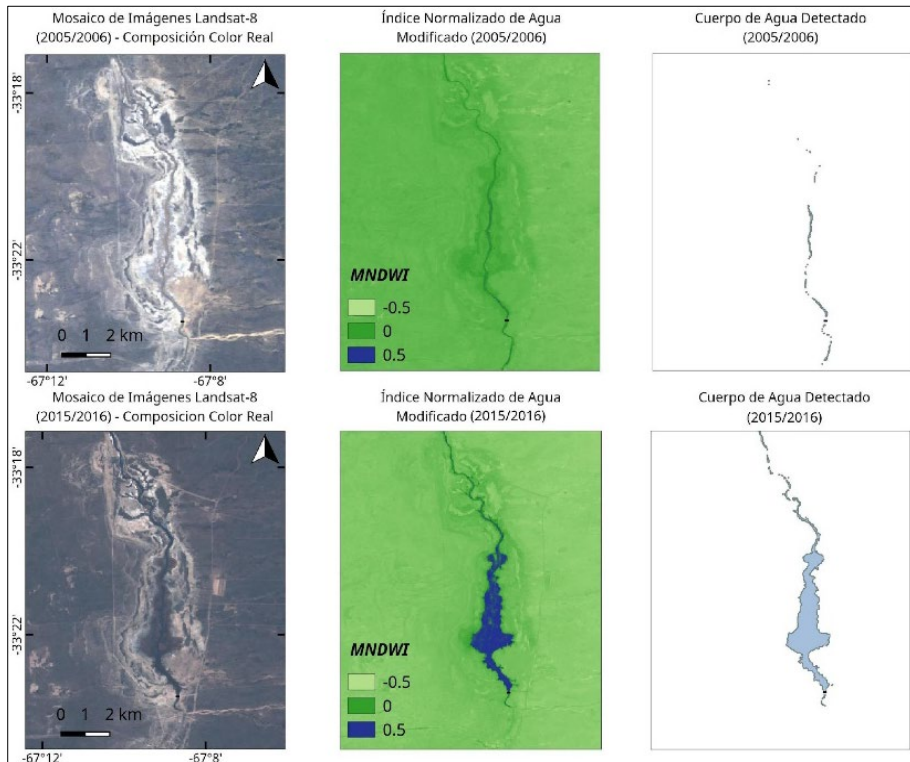 Mosaico de Imágenes Landsat-8
(2005/2006) - Composición Color Real
Índice Normalizado de Agua
Modificado (2005/2006)
Cuerpo de Agua Detectado
(2005/2006)
-33°18'
-33°22'
0 1 2 km
-67°12'
-67°8'
MNDWI
-0.5
0
0.5
Mosaico de Imágenes Landsat-8
(2015/2016) - Composicion Color Real
Índice Normalizado de Agua
Modificado (2015/2016)
Cuerpo de Agua Detectado
(2015/2016)
-33°18'
-33°22'
0 1 2 km
-67°12'
-67°8'
MNDWI
-0.5
0
0.5